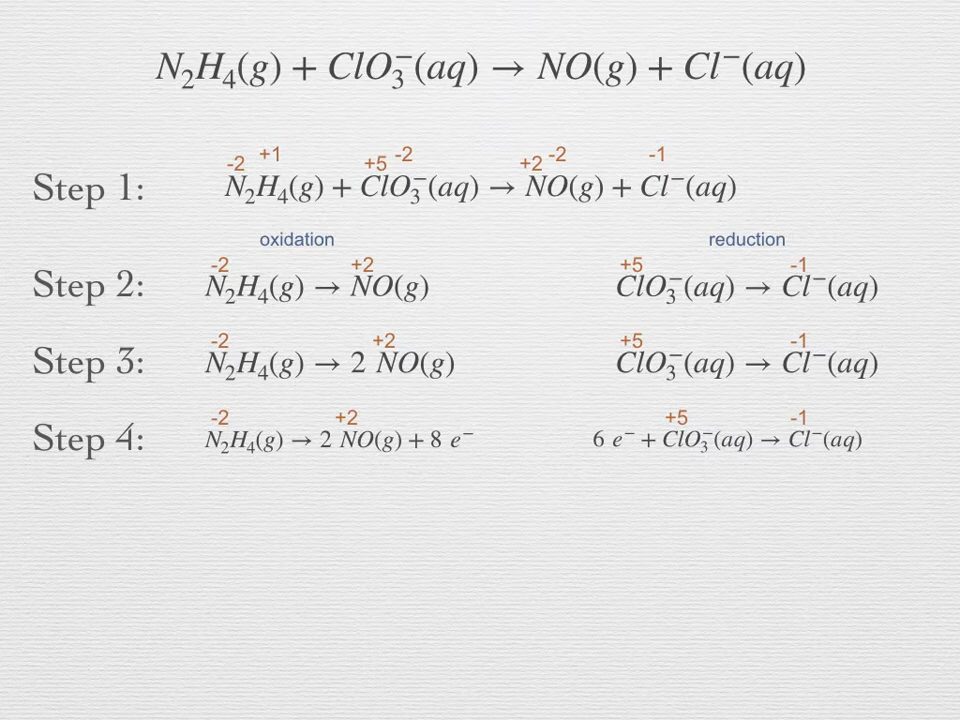 N₂H₄(g) + ClO₃⁻(aq) → NO(g) + Cl⁻(aq)
-2 +1 +5 -2 +2 -2 -1
Step 1: N₂H₄(g) + ClO₃⁻(aq) → NO(g) + Cl⁻(aq)
oxidation reduction
-2 +2 +5 -1
Step 2: N₂H₄(g) → NO(g) ClO₃⁻(aq) → Cl⁻(aq)
-2 +2 +5 -1
Step 3: N₂H₄(g) → 2 NO(g) ClO₃⁻(aq) → Cl⁻(aq)
-2 +2 +5 -1
Step 4: N₂H₄(g) → 2 NO(g) + 8 e⁻ 6 e⁻ + ClO₃⁻(aq) → Cl⁻(aq)